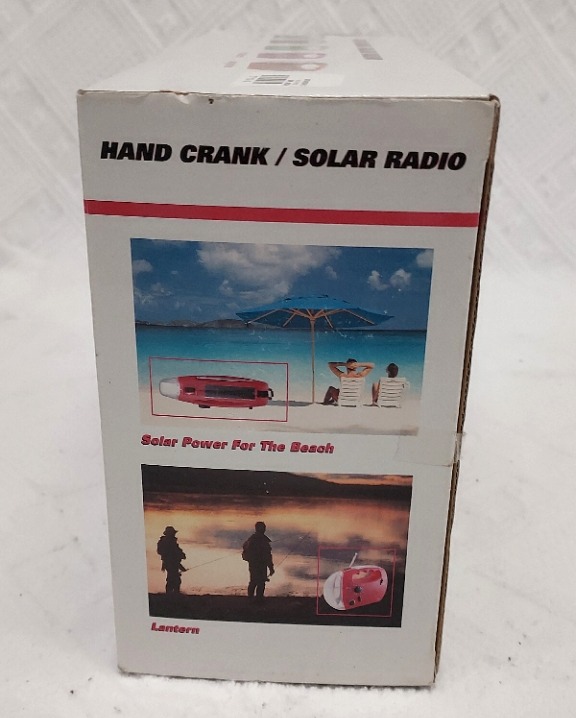 HAND CRANK / SOLAR RADIO
Solar Power For The Beach
Lantern